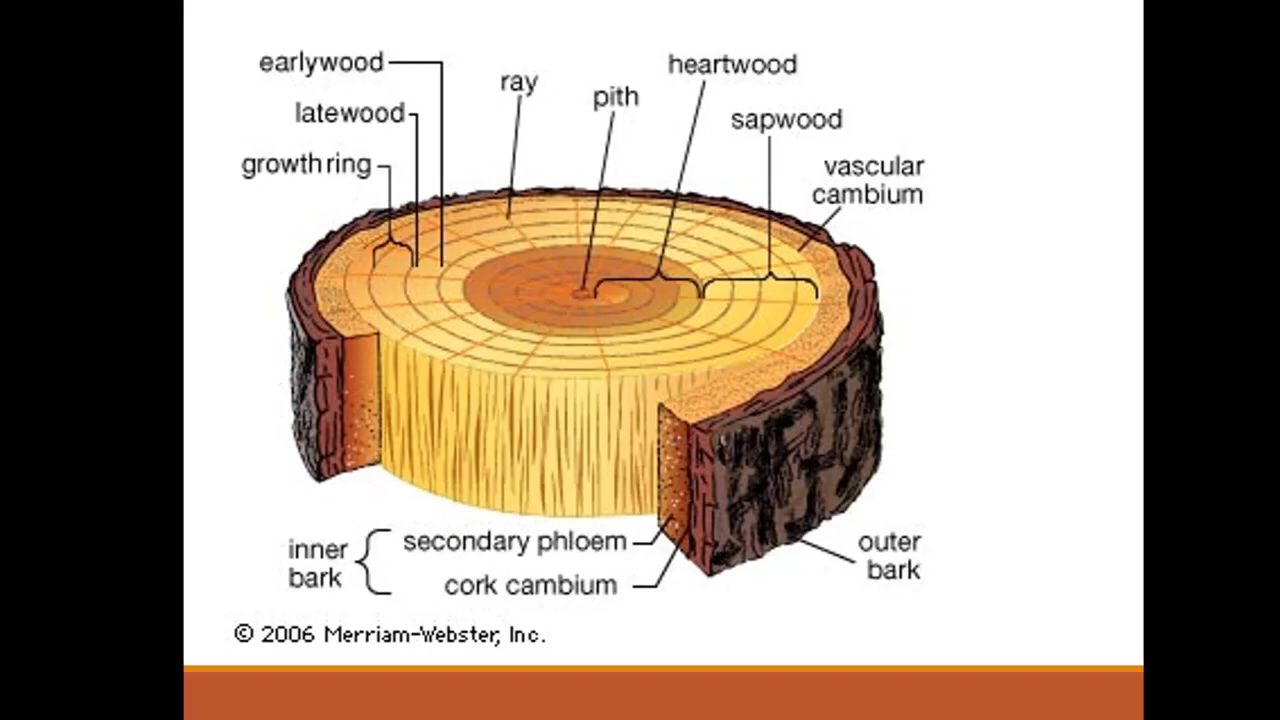 earlywood
latewood
growth ring
ray
pith
heartwood
sapwood
vascular
cambium
inner
bark
secondary phloem
cork cambium
outer
bark
© 2006 Merriam-Webster, Inc.